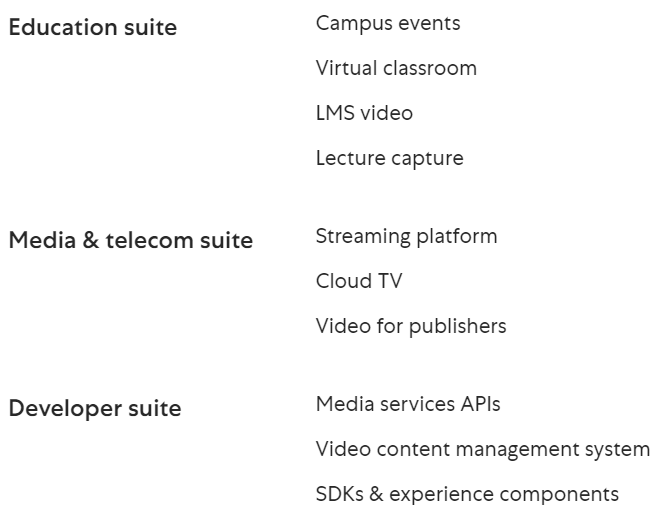 Education suite
Campus events
Virtual classroom
LMS video
Lecture capture
Media & telecom suite
Streaming platform
Cloud TV
Video for publishers
Developer suite
Media services APIs
Video content management system
SDKs & experience components